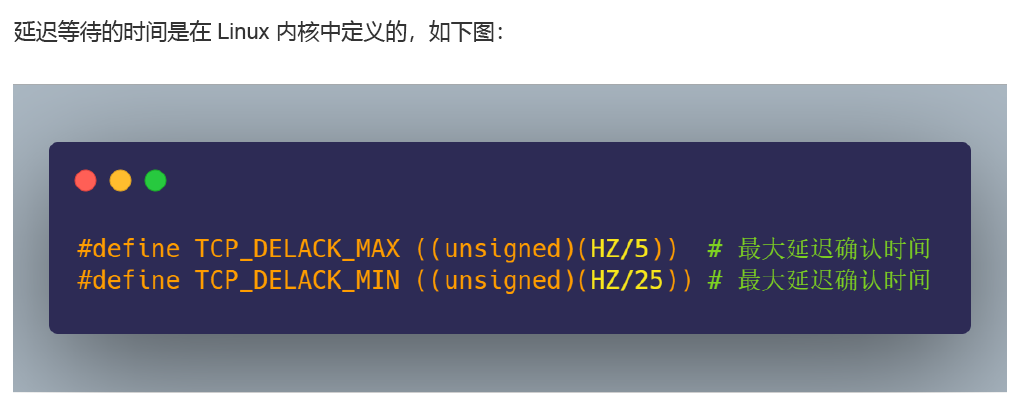 延迟等待的时间是在 Linux 内核中定义的，如下图：
#define TCP_DELACK_MAX ((unsigned)(HZ/5))  # 最大延迟确认时间
#define TCP_DELACK_MIN ((unsigned)(HZ/25)) # 最大延迟确认时间